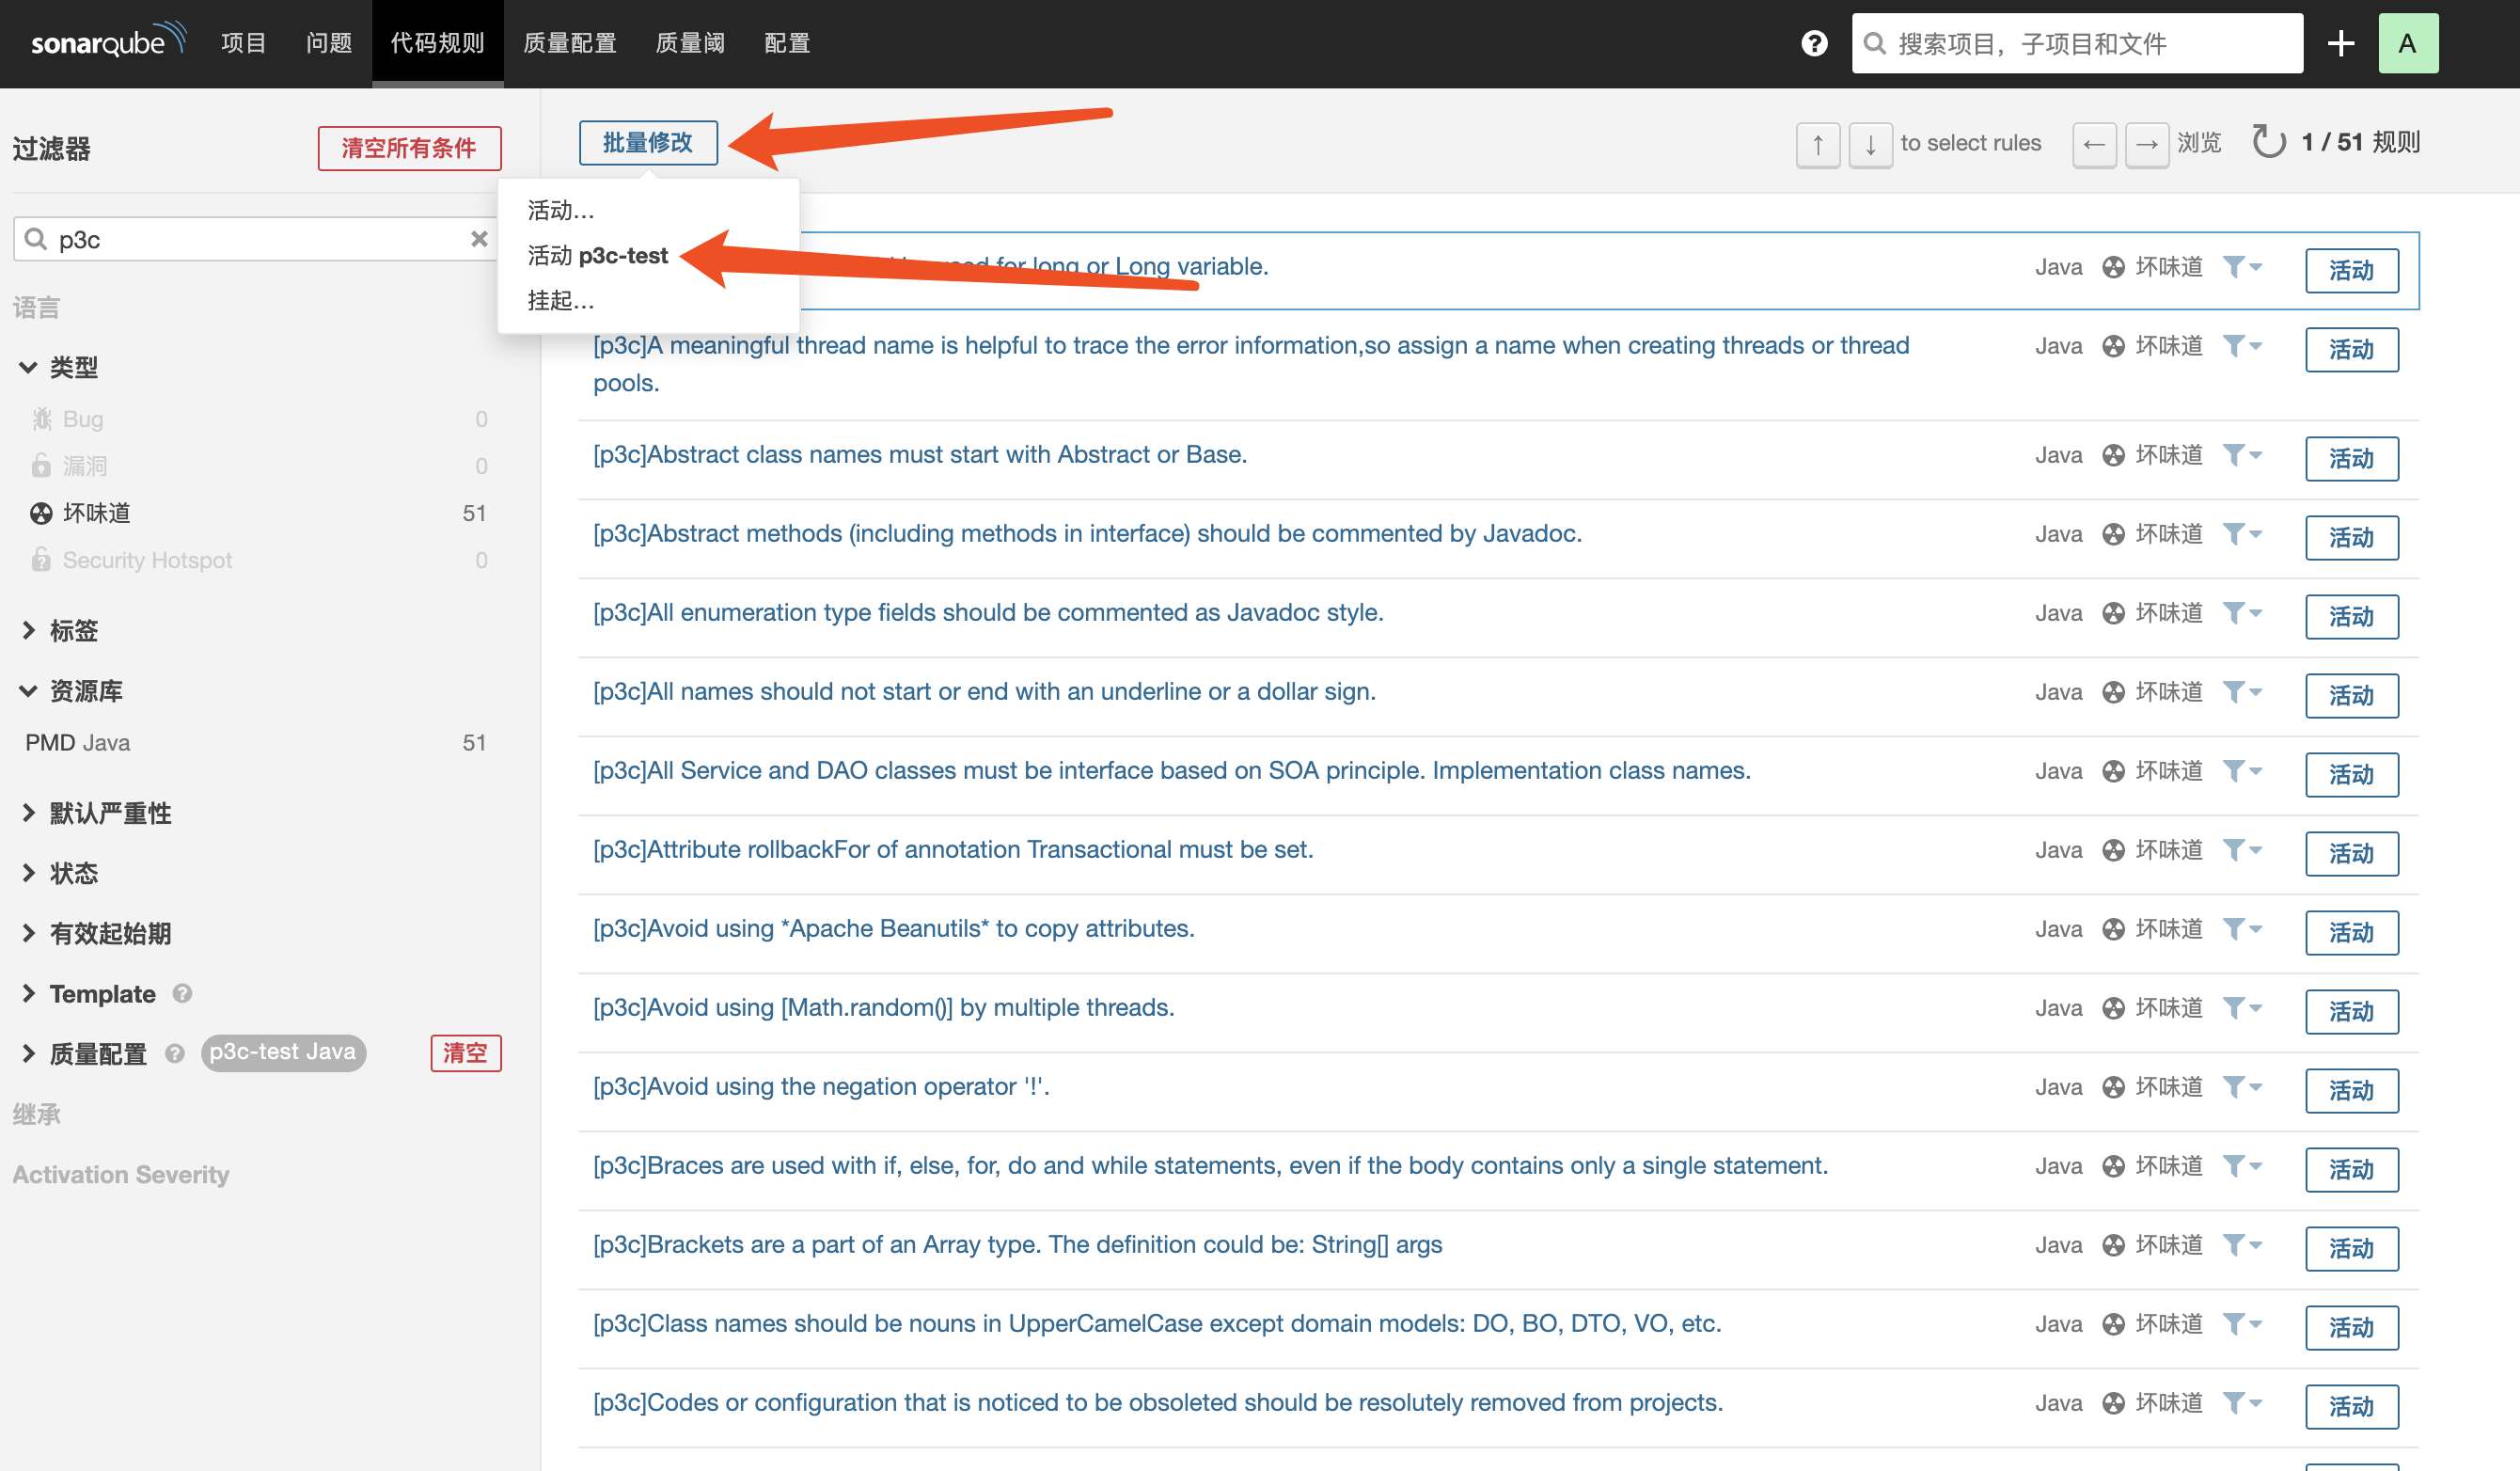 sonarqube 项目 问题 代码规则 质量配置 质量阈 配置 搜索项目，子项目和文件 A
过滤器 清空所有条件
p3c
语言
类型
Bug 0
漏洞 0
坏味道 51
Security Hotspot 0
标签
资源库
PMD Java 51
默认严重性
状态
有效起始期
Template
质量配置 p3c-test Java 清空
继承
Activation Severity
批量修改 ↑ ↓ to select rules ← → 浏览 1 / 51 规则
活动...
活动 p3c-test
挂起...
for long or Long variable. Java 坏味道 活动
[p3c]A meaningful thread name is helpful to trace the error information,so assign a name when creating threads or thread
pools. Java 坏味道 活动
[p3c]Abstract class names must start with Abstract or Base. Java 坏味道 活动
[p3c]Abstract methods (including methods in interface) should be commented by Javadoc. Java 坏味道 活动
[p3c]All enumeration type fields should be commented as Javadoc style. Java 坏味道 活动
[p3c]All names should not start or end with an underline or a dollar sign. Java 坏味道 活动
[p3c]All Service and DAO classes must be interface based on SOA principle. Implementation class names. Java 坏味道 活动
[p3c]Attribute rollbackFor of annotation Transactional must be set. Java 坏味道 活动
[p3c]Avoid using *Apache Beanutils* to copy attributes. Java 坏味道 活动
[p3c]Avoid using [Math.random()] by multiple threads. Java 坏味道 活动
[p3c]Avoid using the negation operator '!'. Java 坏味道 活动
[p3c]Braces are used with if, else, for, do and while statements, even if the body contains only a single statement. Java 坏味道 活动
[p3c]Brackets are a part of an Array type. The definition could be: String[] args Java 坏味道 活动
[p3c]Class names should be nouns in UpperCamelCase except domain models: DO, BO, DTO, VO, etc. Java 坏味道 活动
[p3c]Codes or configuration that is noticed to be obsoleted should be resolutely removed from projects. Java 坏味道 活动